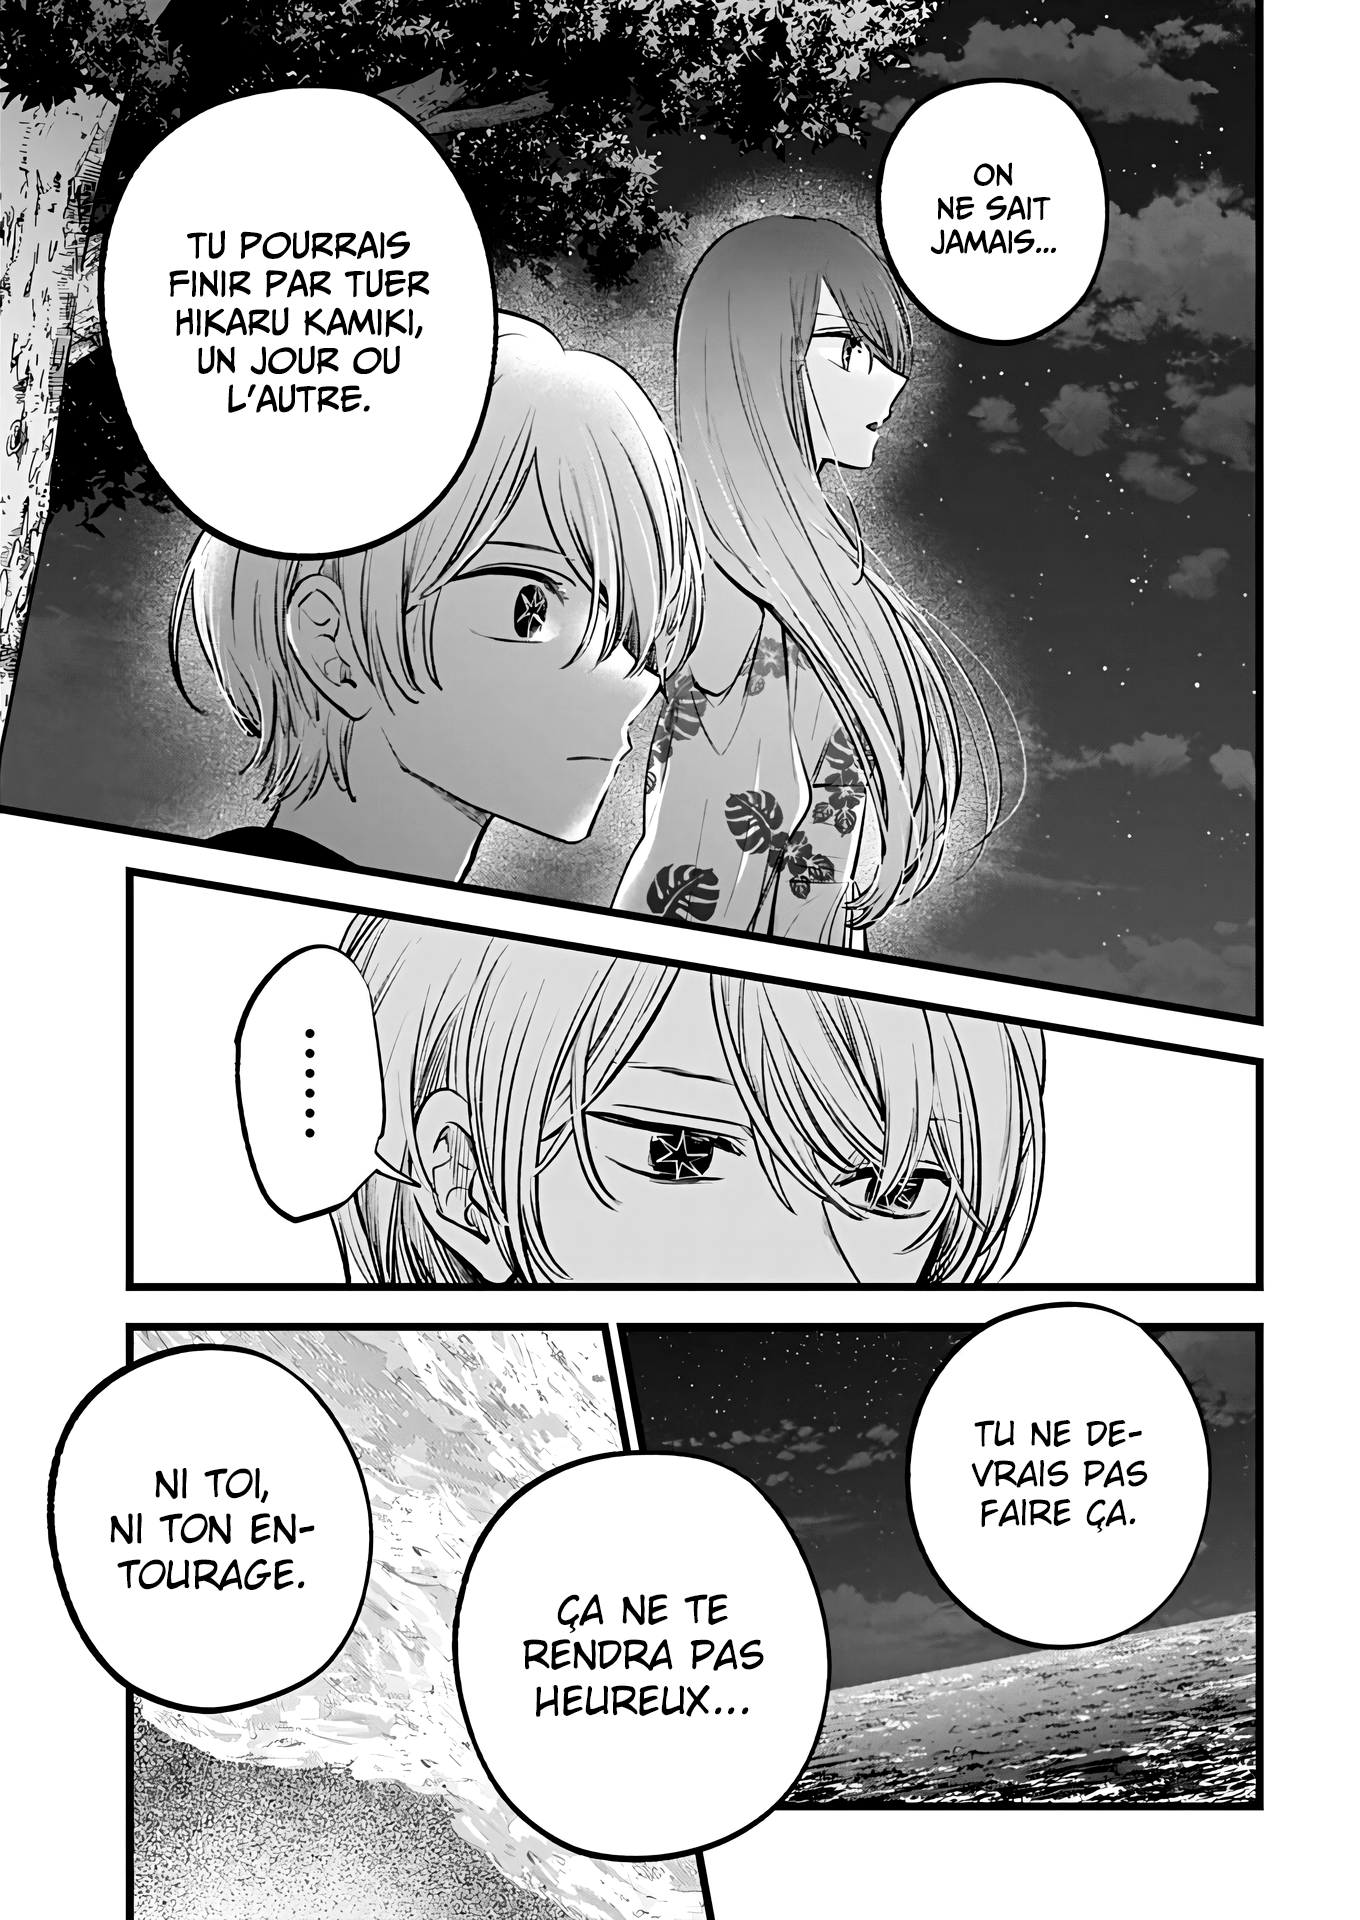 ON
NE SAIT
JAMAIS...
TU POURRAIS
FINIR PAR TUER
HIKARU KAMIKI,
UN JOUR OU
L'AUTRE.
.......
TU NE DE-
VRAIS PAS
FAIRE ÇA.
ÇA NE TE
RENDRA PAS
HEUREUX...
NI TOI,
NI TON EN-
TOURAGE.